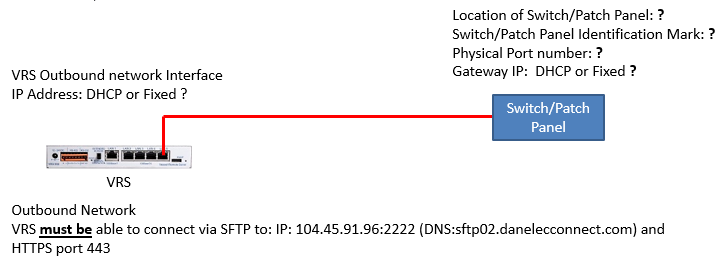 Location of Switch/Patch Panel: ?
Switch/Patch Panel Identification Mark: ?
Physical Port number: ?
Gateway IP:  DHCP or Fixed ?
VRS Outbound network Interface
IP Address: DHCP or Fixed ?
Switch/Patch
Panel
VRS
Outbound Network
VRS must be able to connect via SFTP to: IP: 104.45.91.96:2222 (DNS:sftp02.danelecconnect.com) and
HTTPS port 443